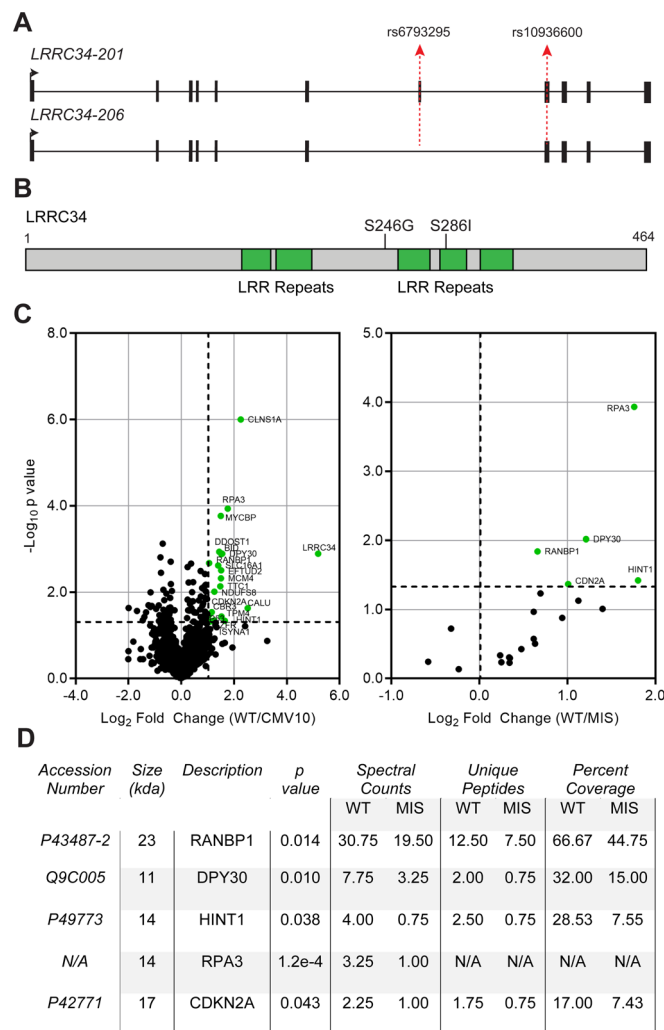 A
rs6793295
rs10936600
LRRC34-201
LRRC34-206
B
LRRC34
1
S246G
S286I
464
LRR Repeats
LRR Repeats
C
8.0
6.0
4.0
2.0
0.0
-Log10 p value
-4.0
-2.0
0.0
2.0
4.0
6.0
Log2 Fold Change (WT/CMV10)
CLNS1A
RPA3
MYCBP
DDOST1
BID
DPY30
LRRC34
RANBP1
SLC16A1
EFTUD2
MCM4
TTC1
NDUFS8
CDKN2A
CALU
CBR3
TPM4
HINT1
ISYNA1
5.0
4.0
3.0
2.0
1.0
0.0
-1.0
0.0
1.0
2.0
Log2 Fold Change (WT/MIS)
RPA3
DPY30
RANBP1
HINT1
CDN2A
D
Accession Number
Size (kda)
Description
p value
Spectral Counts
Unique Peptides
Percent Coverage
WT MIS WT MIS WT MIS
P43487-2 23 RANBP1 0.014 30.75 19.50 12.50 7.50 66.67 44.75
Q9C005 11 DPY30 0.010 7.75 3.25 2.00 0.75 32.00 15.00
P49773 14 HINT1 0.038 4.00 0.75 2.50 0.75 28.53 7.55
N/A 14 RPA3 1.2e-4 3.25 1.00 N/A N/A N/A N/A
P42771 17 CDKN2A 0.043 2.25 1.00 1.75 0.75 17.00 7.43